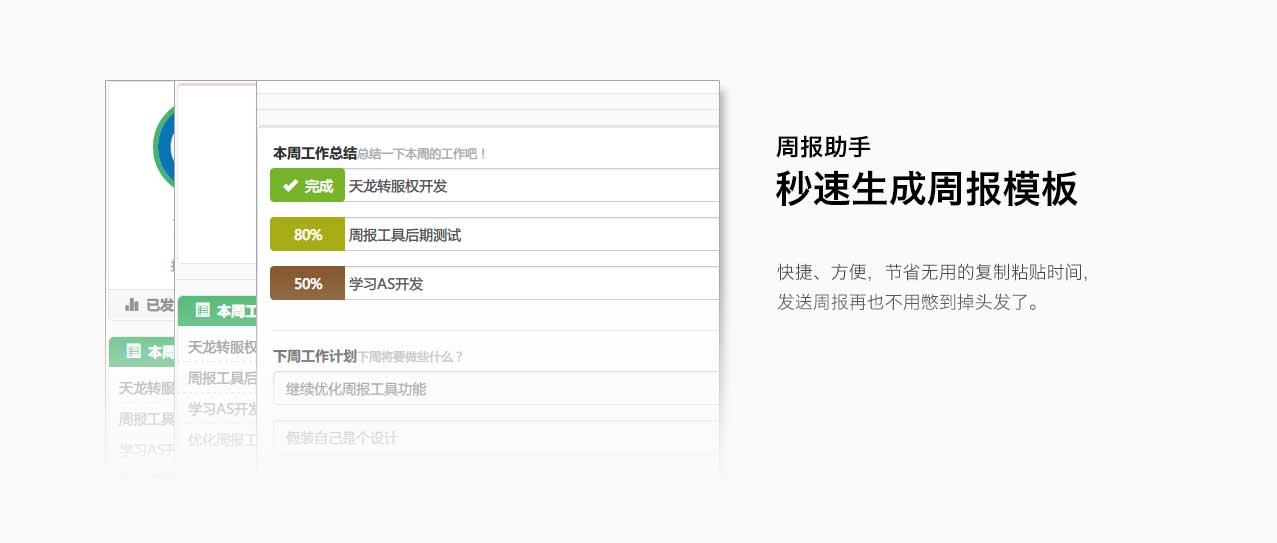 本周工作总结总结一下本周的工作吧！
完成 天龙转服权开发
80% 周报工具后期测试
50% 学习AS开发
下周工作计划下周将要做些什么？
继续优化周报工具功能
假装自己是个设计
本周工
天龙转服权
周报工具后
学习AS开发
优化周报工
已发
本周
天龙转服
周报工具
学习AS开
周报助手
秒速生成周报模板
快捷、方便，节省无用的复制粘贴时间，
发送周报再也不用憋到掉头发了。